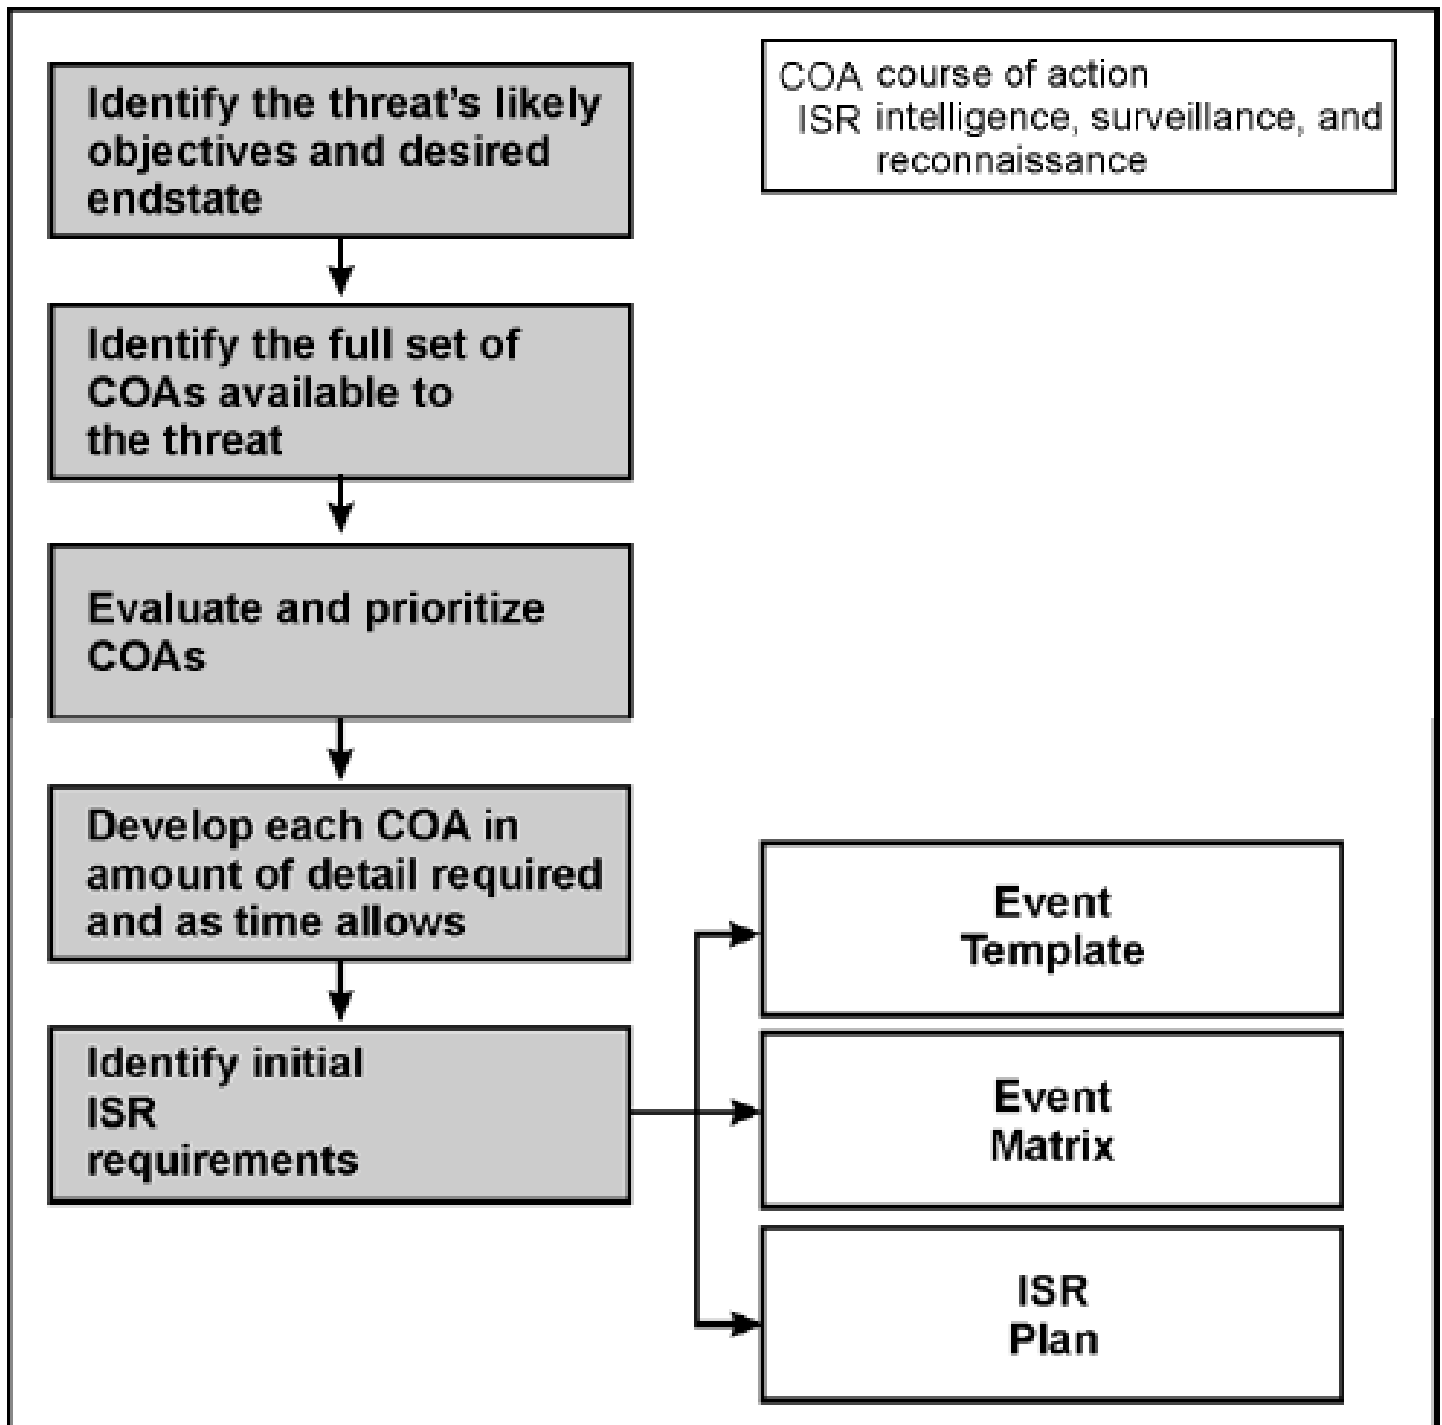 Identify the threat's likely
objectives and desired
endstate
COA course of action
ISR intelligence, surveillance, and
reconnaissance
Identify the full set of
COAs available to
the threat
Evaluate and prioritize
COAs
Develop each COA in
amount of detail required
and as time allows
Identify initial
ISR
requirements
Event
Template
Event
Matrix
ISR
Plan